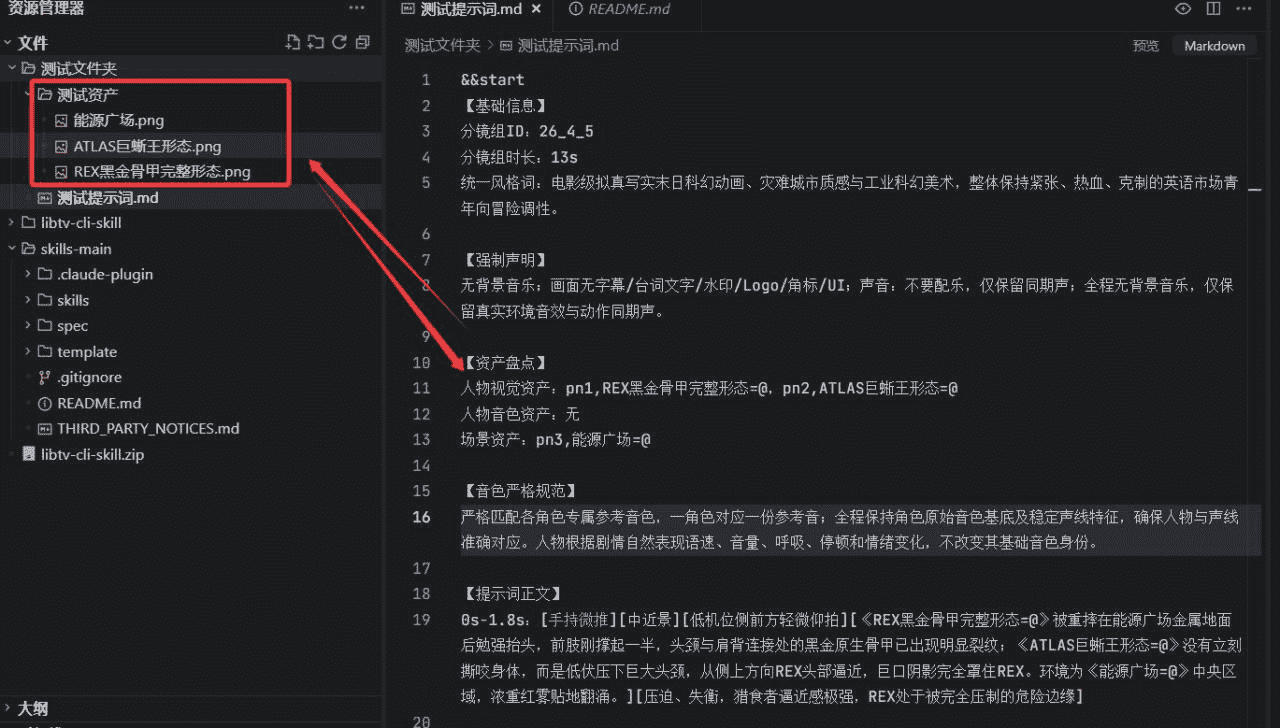 资源管理器
文件
测试文件夹
测试资产
能源广场.png
ATLAS巨蜥王形态.png
REX黑金骨甲完整形态.png
测试提示词.md
libtv-cli-skill
skills-main
.claude-plugin
skills
spec
template
.gitignore
README.md
THIRD_PARTY_NOTICES.md
libtv-cli-skill.zip
大纲
测试提示词.md
README.md
测试文件夹 > 测试提示词.md
预览 Markdown
1 &&start
2 【基础信息】
3 分镜组ID：26_4_5
4 分镜组时长：13s
5 统一风格词：电影级拟真写实末日科幻动画、灾难城市质感与工业科幻美术，整体保持紧张、热血、克制的英语市场青
年向冒险调性。
6
7 【强制声明】
8 无背景音乐；画面无字幕/台词文字/水印/Logo/角标/UI；声音：不要配乐，仅保留同期声；全程无背景音乐，仅保
留真实环境音效与动作同期声。
9
10 【资产盘点】
11 人物视觉资产：pn1,REX黑金骨甲完整形态=@，pn2,ATLAS巨蜥王形态=@
12 人物音色资产：无
13 场景资产：pn3,能源广场=@
14
15 【音色严格规范】
16 严格匹配各角色专属参考音色，一角色对应一份参考音；全程保持角色原始音色基底及稳定声线特征，确保人物与声线
准确对应。人物根据剧情自然表现语速、音量、呼吸、停顿和情绪变化，不改变其基础音色身份。
17
18 【提示词正文】
19 0s-1.8s：[手持微推][中近景][低机位侧前方轻微仰拍][《REX黑金骨甲完整形态=@》被重摔在能源广场金属地面
后勉强抬头，前肢刚撑起一半，头颈与肩背连接处的黑金原生骨甲已出现明显裂纹；《ATLAS巨蜥王形态=@》没有立刻
撕咬身体，而是低伏压下巨大头颈，从侧上方向REX头部逼近，巨口阴影完全罩住REX。环境为《能源广场=@》中央区
域，浓重红雾贴地翻涌。][压迫、失衡，猎食者逼近感极强，REX处于被完全压制的危险边缘]
20